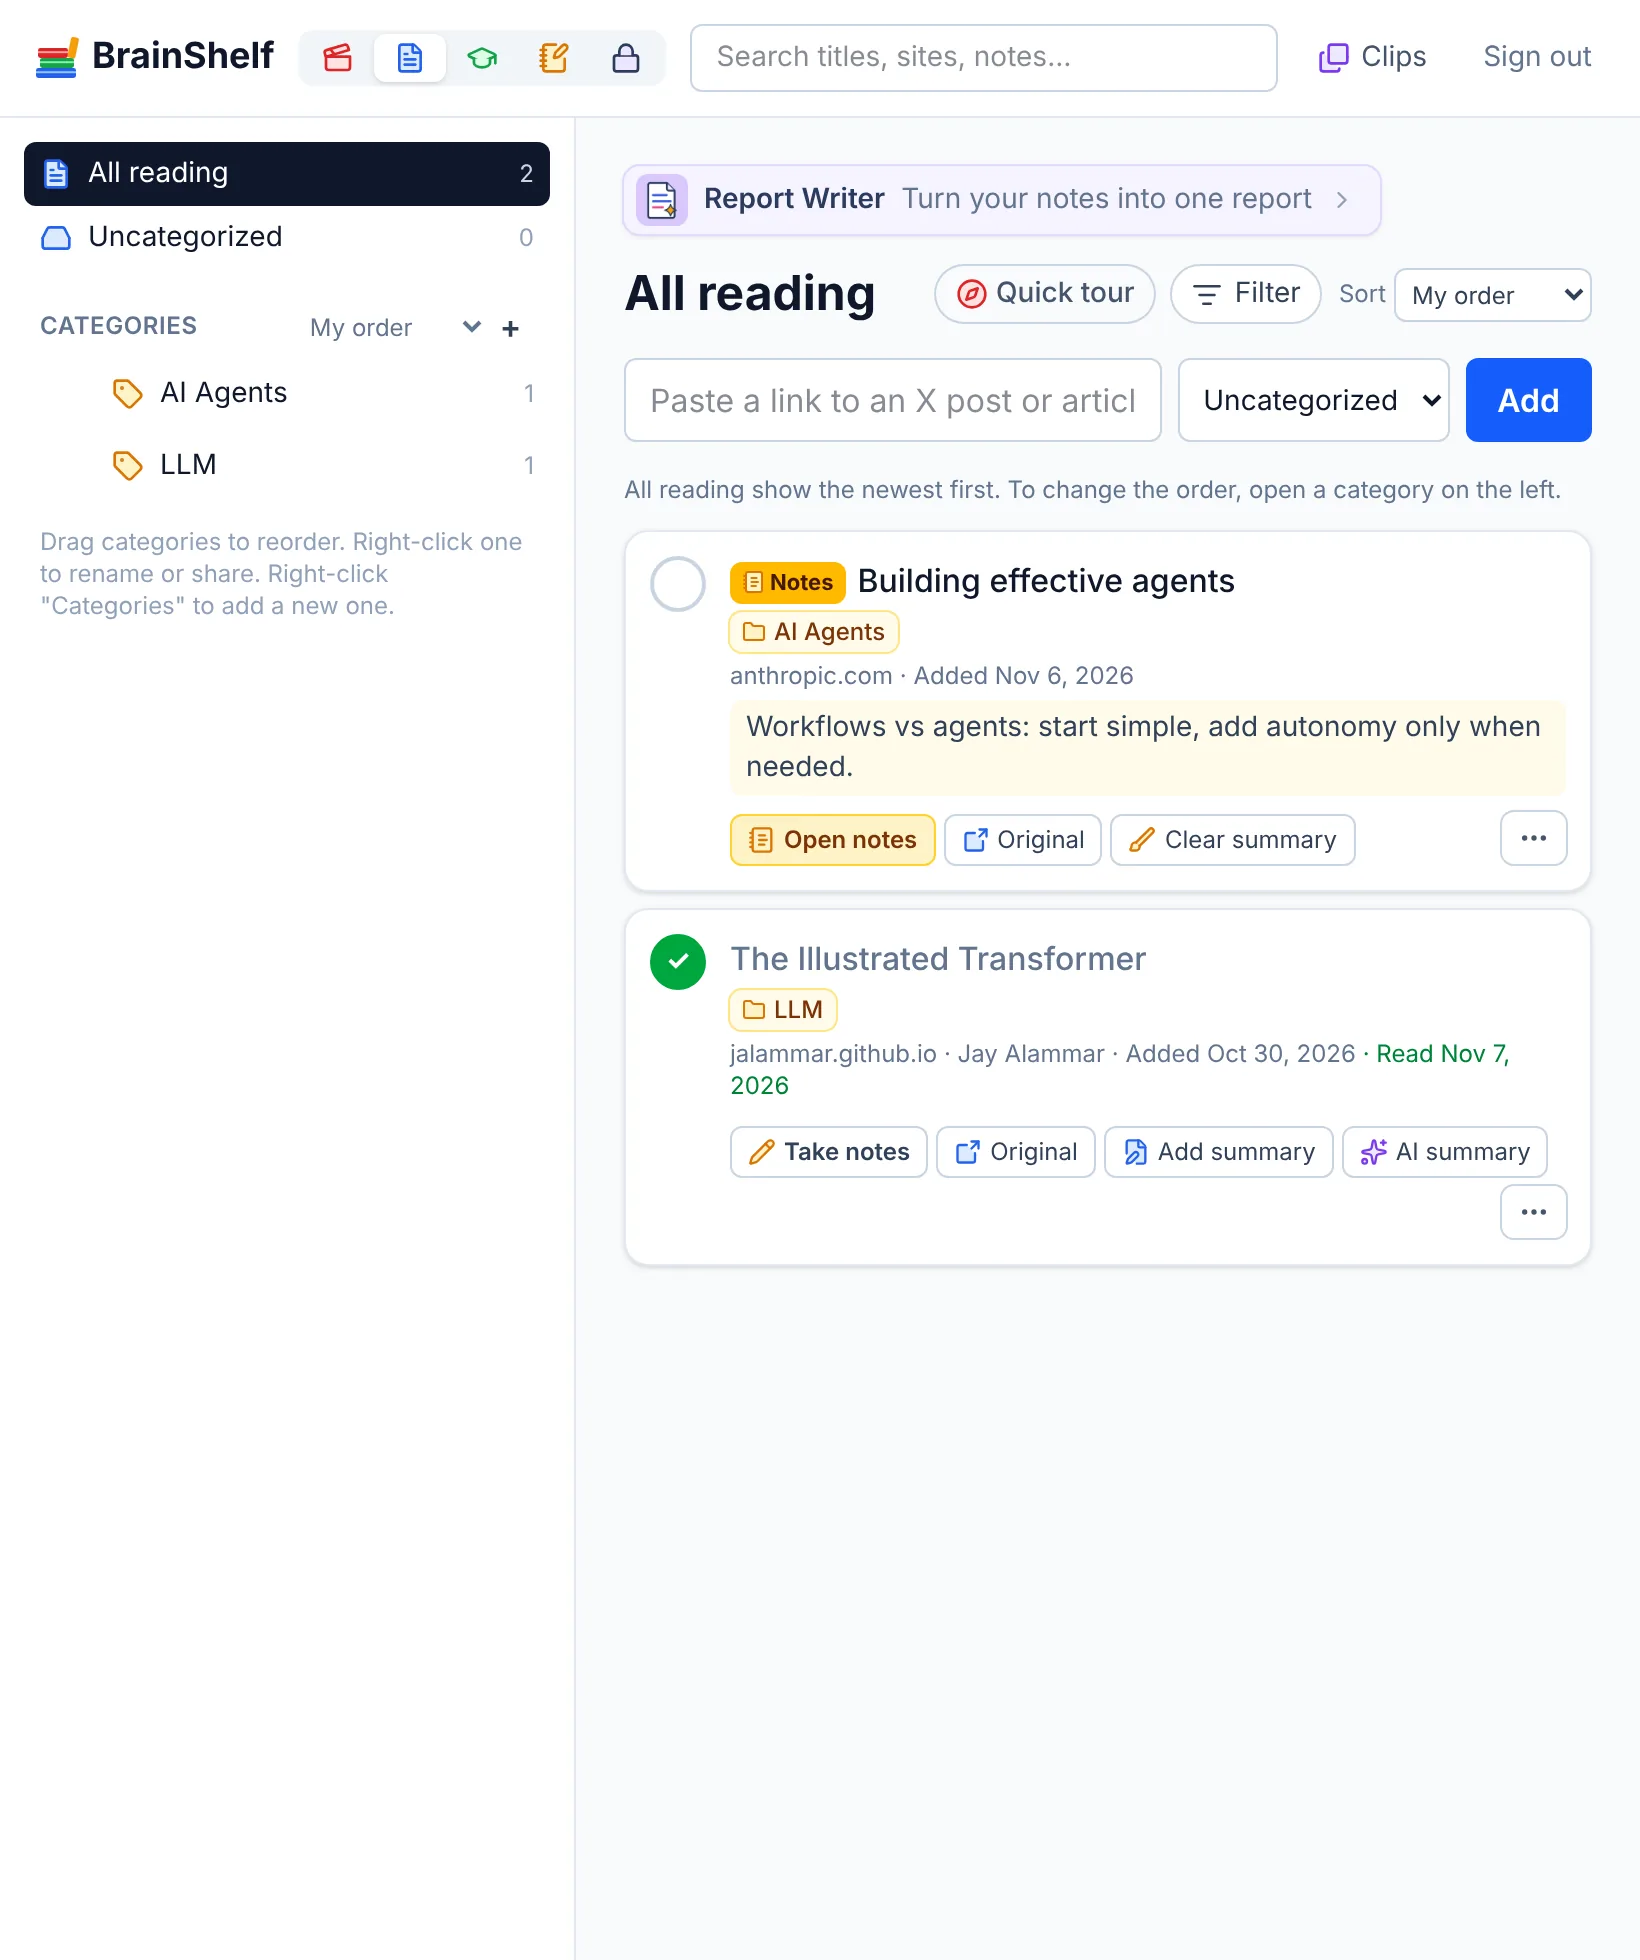 BrainShelf
Search titles, sites, notes...
Clips
Sign out
All reading 2
Uncategorized 0
CATEGORIES My order +
AI Agents 1
LLM 1
Drag categories to reorder. Right-click one
to rename or share. Right-click
"Categories" to add a new one.
Report Writer Turn your notes into one report
All reading
Quick tour
Filter
Sort My order
Paste a link to an X post or articl
Uncategorized
Add
All reading show the newest first. To change the order, open a category on the left.
Notes Building effective agents
AI Agents
anthropic.com · Added Nov 6, 2026
Workflows vs agents: start simple, add autonomy only when
needed.
Open notes Original Clear summary ...
The Illustrated Transformer
LLM
jalammar.github.io · Jay Alammar · Added Oct 30, 2026 · Read Nov 7,
2026
Take notes Original Add summary AI summary
...